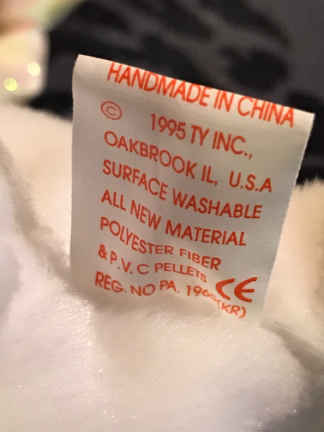 HANDMADE IN CHINA
© 1995 TY INC.,
OAKBROOK IL, U.S.A
SURFACE WASHABLE
ALL NEW MATERIAL
POLYESTER FIBER
& P.V. C PELLETS CE
REG. NO PA.